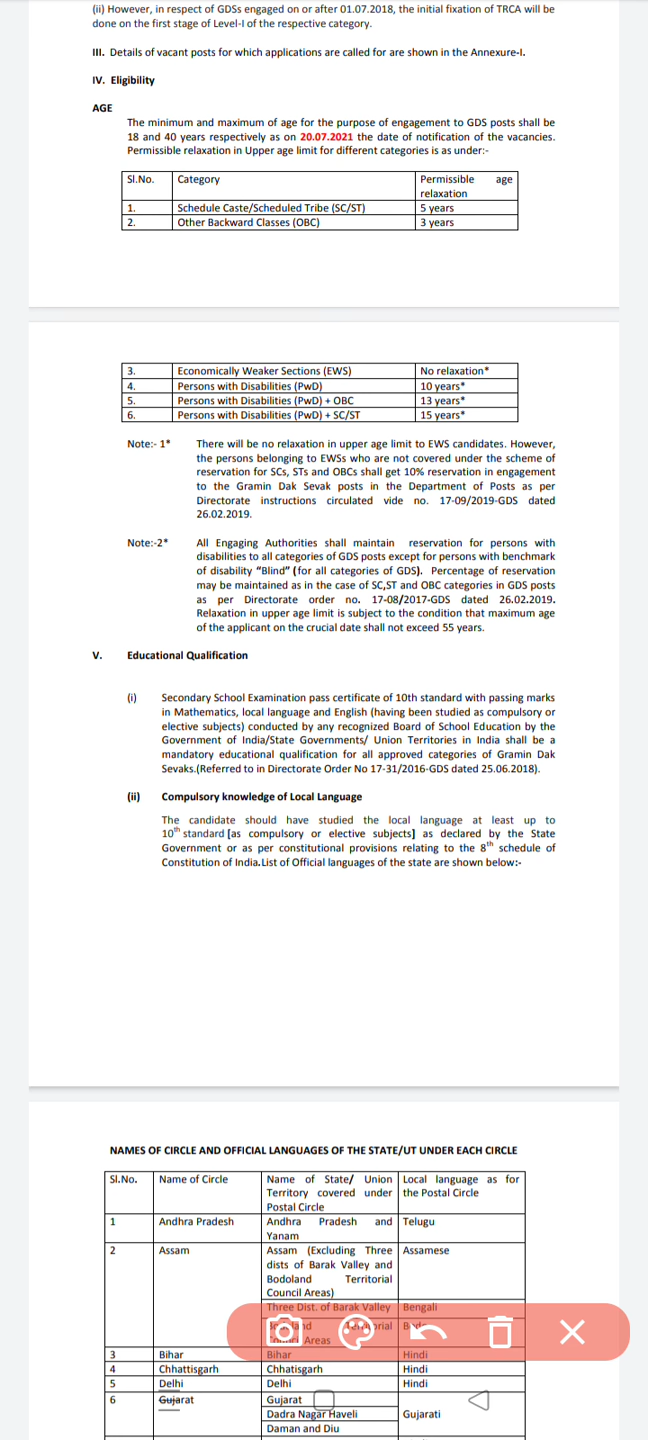 (ii) However, in respect of GDSs engaged on or after 01.07.2018, the initial fixation of TRCA will be
done on the first stage of Level-I of the respective category.
III. Details of vacant posts for which applications are called for are shown in the Annexure-I.
IV. Eligibility
AGE
The minimum and maximum of age for the purpose of engagement to GDS posts shall be
18 and 40 years respectively as on 20.07.2021 the date of notification of the vacancies.
Permissible relaxation in Upper age limit for different categories is as under:-
Sl.No. Category Permissible age
relaxation
1. Schedule Caste/Scheduled Tribe (SC/ST) 5 years
2. Other Backward Classes (OBC) 3 years
3. Economically Weaker Sections (EWS) No relaxation*
4. Persons with Disabilities (PwD) 10 years*
5. Persons with Disabilities (PwD) + OBC 13 years*
6. Persons with Disabilities (PwD) + SC/ST 15 years*
Note:- 1* There will be no relaxation in upper age limit to EWS candidates. However,
the persons belonging to EWSs who are not covered under the scheme of
reservation for SCs, STs and OBCs shall get 10% reservation in engagement
to the Gramin Dak Sevak posts in the Department of Posts as per
Directorate instructions circulated vide no. 17-09/2019-GDS dated
26.02.2019.
Note:-2* All Engaging Authorities shall maintain reservation for persons with
disabilities to all categories of GDS posts except for persons with benchmark
of disability "Blind" (for all categories of GDS). Percentage of reservation
may be maintained as in the case of SC,ST and OBC categories in GDS posts
as per Directorate order no. 17-08/2017-GDS dated 26.02.2019.
Relaxation in upper age limit is subject to the condition that maximum age
of the applicant on the crucial date shall not exceed 55 years.
V. Educational Qualification
(i) Secondary School Examination pass certificate of 10th standard with passing marks
in Mathematics, local language and English (having been studied as compulsory or
elective subjects) conducted by any recognized Board of School Education by the
Government of India/State Governments/ Union Territories in India shall be a
mandatory educational qualification for all approved categories of Gramin Dak
Sevaks.(Referred to in Directorate Order No 17-31/2016-GDS dated 25.06.2018).
(ii) Compulsory knowledge of Local Language
The candidate should have studied the local language at least up to
10th standard [as compulsory or elective subjects] as declared by the State
Government or as per constitutional provisions relating to the 8th schedule of
Constitution of India.List of Official languages of the state are shown below:-
NAMES OF CIRCLE AND OFFICIAL LANGUAGES OF THE STATE/UT UNDER EACH CIRCLE
Sl.No. Name of Circle Name of State/ Union Local language as for
Territory covered under the Postal Circle
Postal Circle
1 Andhra Pradesh Andhra Pradesh and Telugu
Yanam
2 Assam Assam (Excluding Three Assamese
dists of Barak Valley and
Bodoland Territorial
Council Areas)
Three Dist. of Barak Valley Bengali
Areas
3 Bihar Bihar Hindi
4 Chhattisgarh Chhatisgarh Hindi
5 Delhi Delhi Hindi
6 Gujarat Gujarat
Dadra Nagar Haveli Gujarati
Daman and Diu